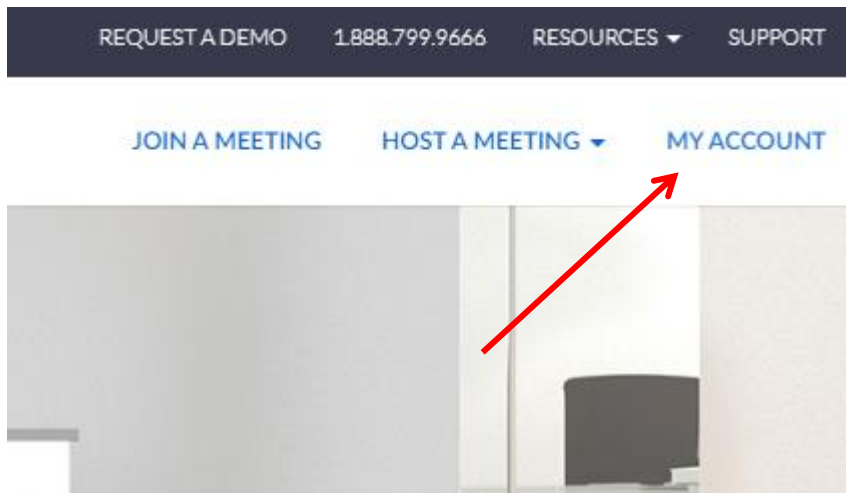 REQUEST A DEMO 1.888.799.9666 RESOURCES SUPPORT
JOIN A MEETING HOST A MEETING MY ACCOUNT